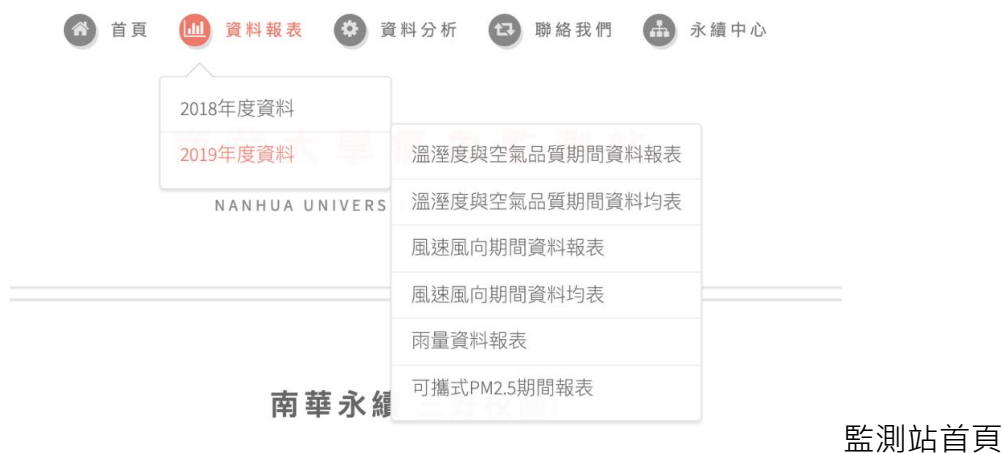 首頁 資料報表 資料分析 聯絡我們 永續中心
2018年度資料
2019年度資料
溫溼度與空氣品質期間資料報表
溫溼度與空氣品質期間資料均表
風速風向期間資料報表
風速風向期間資料均表
雨量資料報表
可攜式PM2.5期間報表
NANHUA UNIVERS
南華永續
監測站首頁